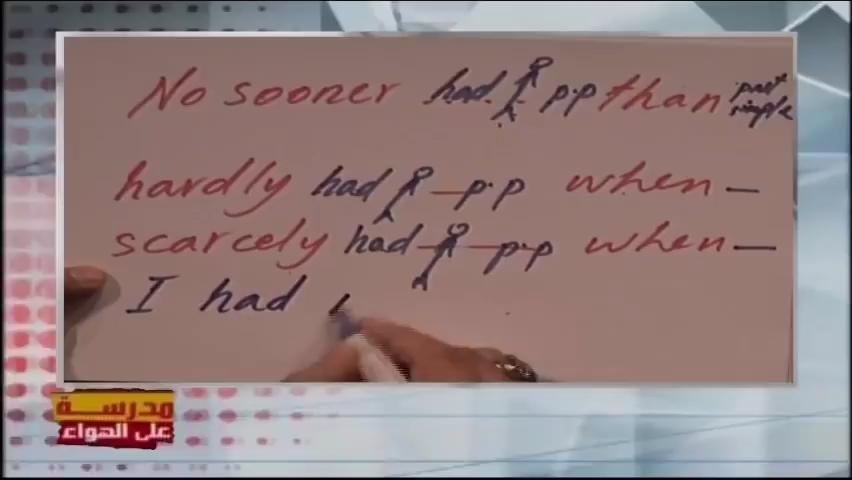 No sooner had p.p than past simple
hardly had — p.p when —
scarcely had — p.p when —
I had
مدرسة
على الهواء